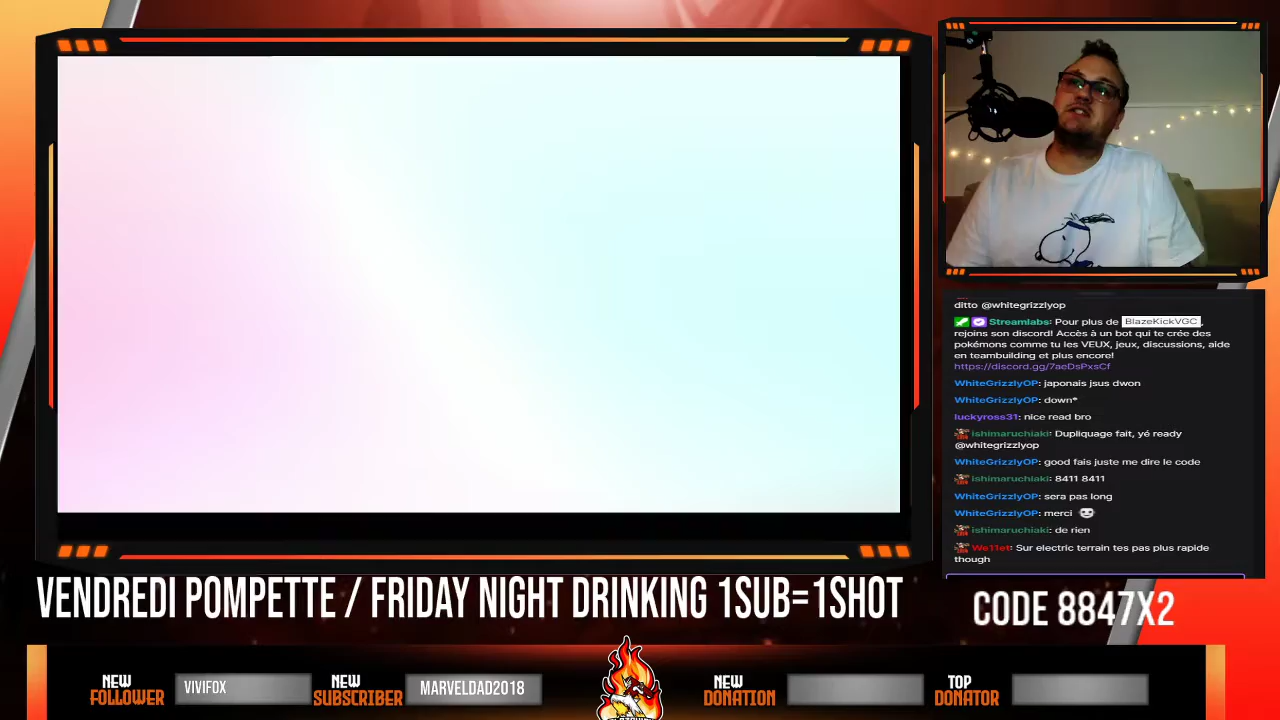 ditto @whitegrizzlyop
Streamlabs: Pour plus de BlazeKickVGC,
rejoins son discord! Accès à un bot qui te crée des
pokémons comme tu les VEUX, jeux, discussions, aide
en teambuilding et plus encore!
https://discord.gg/7aeDsPxsCf
WhiteGrizzlyOP: japonais jsus dwon
WhiteGrizzlyOP: down*
luckyross31: nice read bro
ishimaruchiaki: Dupliquage fait, yé ready
@whitegrizzlyop
WhiteGrizzlyOP: good fais juste me dire le code
ishimaruchiaki: 8411 8411
WhiteGrizzlyOP: sera pas long
WhiteGrizzlyOP: merci
ishimaruchiaki: de rien
We11et: Sur electric terrain tes pas plus rapide
though
VENDREDI POMPETTE / FRIDAY NIGHT DRINKING 1SUB=1SHOT
CODE 8847X2
NEW
FOLLOWER
VIVIFOX
NEW
SUBSCRIBER
MARVELDAD2018
NEW
DONATION
TOP
DONATOR